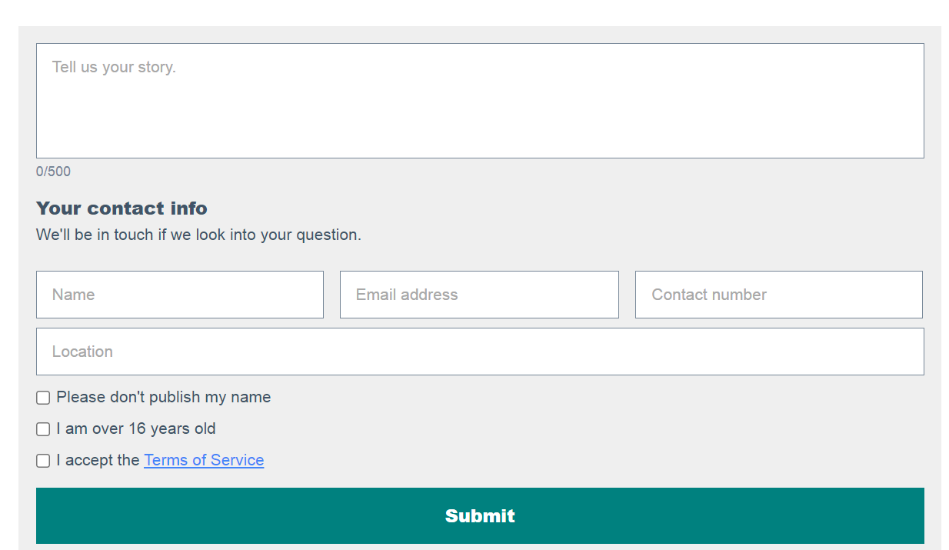 Tell us your story.
0/500
Your contact info
We'll be in touch if we look into your question.
Name Email address Contact number
Location
Please don't publish my name
I am over 16 years old
I accept the Terms of Service
Submit